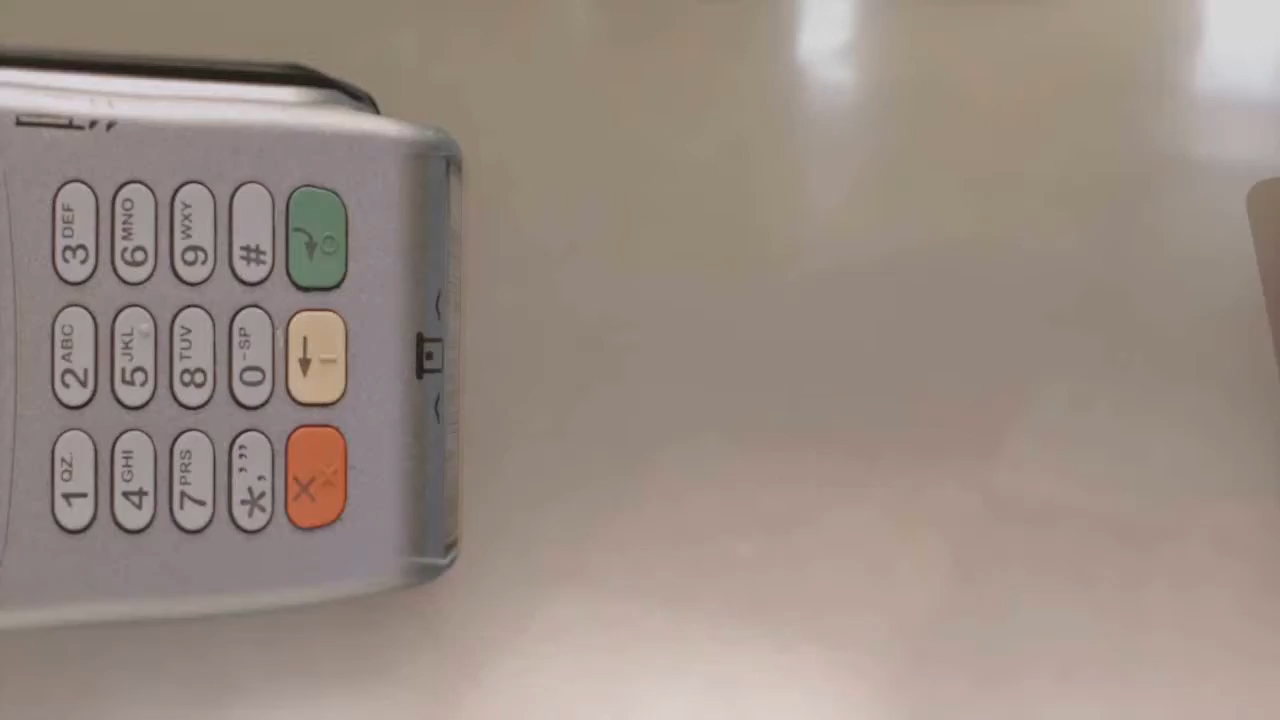 1 QZ. 2 ABC 3 DEF
4 GHI 5 JKL 6 MNO
7 PRS 8 TUV 9 WXY
*,'" 0 -SP #
X X